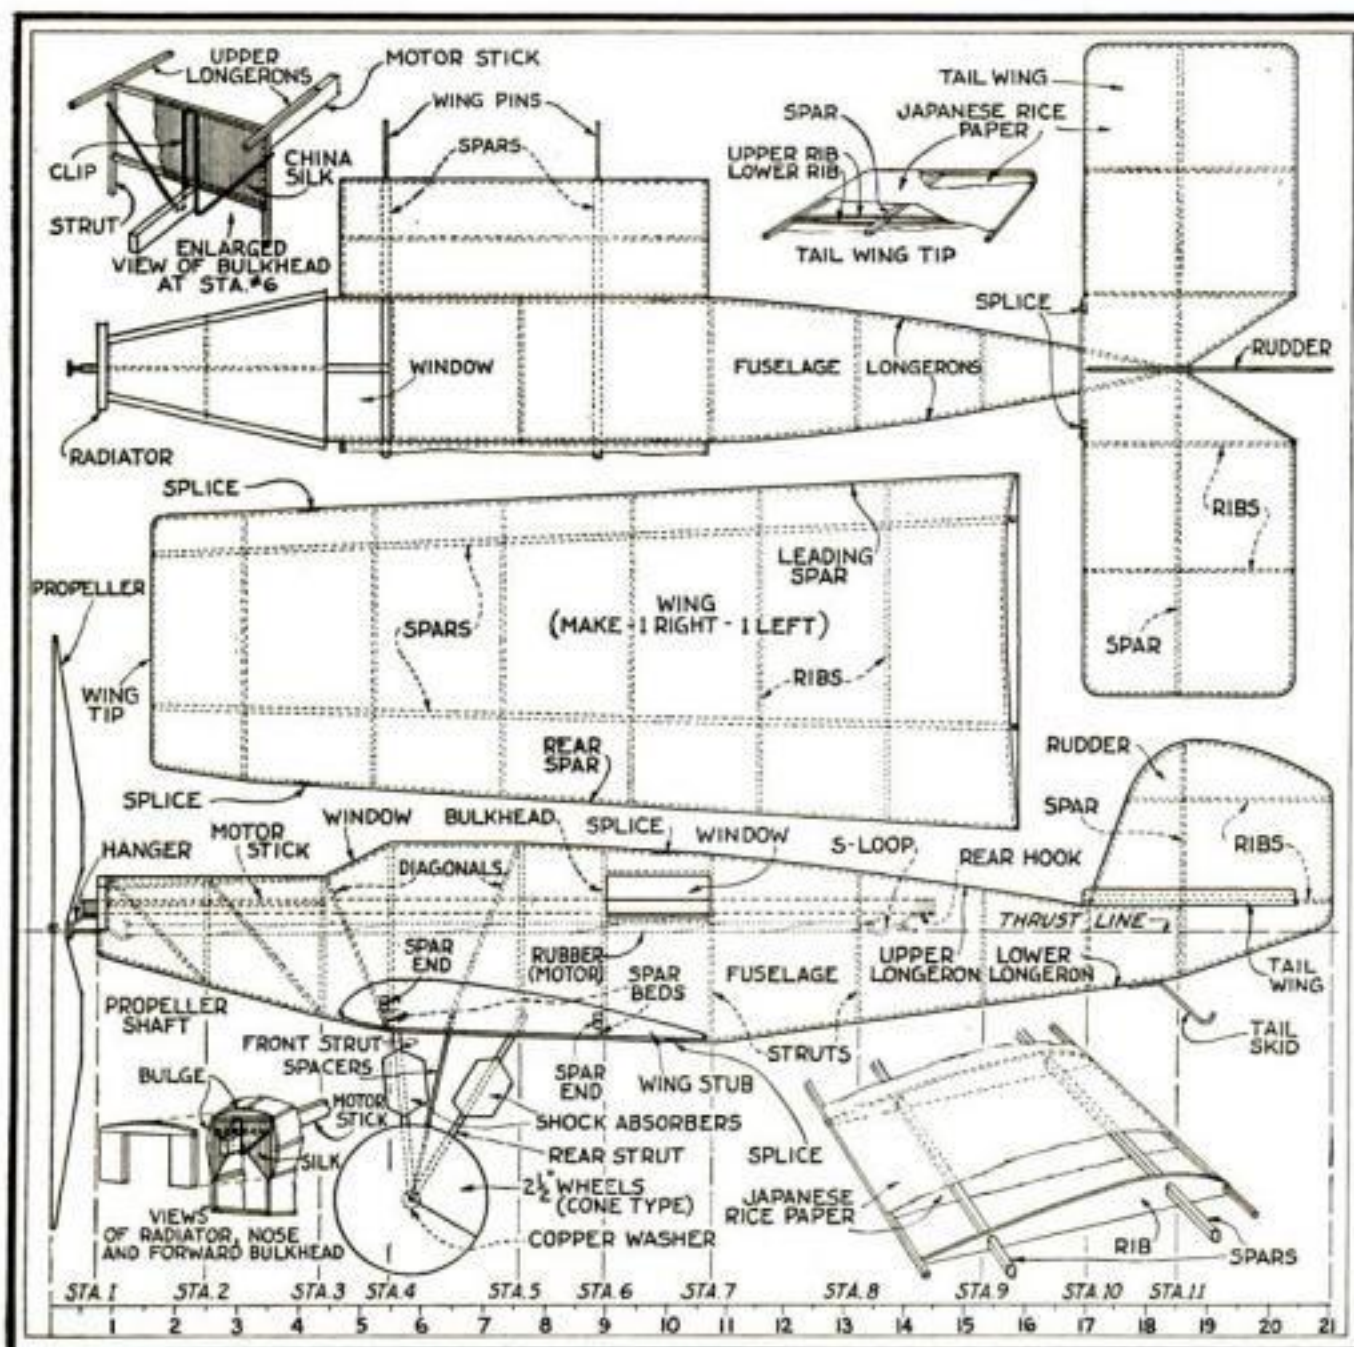 UPPER
LONGERONS
MOTOR STICK
CLIP
CHINA
SILK
STRUT
ENLARGED
VIEW OF BULKHEAD
AT STA.#6
WING PINS
SPARS
SPAR
UPPER RIB
LOWER RIB
TAIL WING
JAPANESE RICE
PAPER
TAIL WING TIP
SPLICE
RUDDER
WINDOW
FUSELAGE
LONGERONS
RADIATOR
SPLICE
RIBS
LEADING
SPAR
PROPELLER
WING
(MAKE-1 RIGHT-1 LEFT)
SPARS
SPAR
RIBS
WING
TIP
REAR
SPAR
RUDDER
SPLICE
SPAR
RIBS
MOTOR
STICK
WINDOW
BULKHEAD
SPLICE
WINDOW
S-LOOP
REAR HOOK
HANGER
DIAGONALS
THRUST LINE
SPAR
END
RUBBER
(MOTOR)
SPAR
BEDS
FUSELAGE
UPPER
LONGERON
LOWER
LONGERON
TAIL
WING
PROPELLER
SHAFT
FRONT STRUT
SPACERS
SPAR
END
WING STUB
STRUTS
TAIL
SKID
BULGE
MOTOR
STICK
SHOCK ABSORBERS
SILK
REAR STRUT
SPLICE
2½" WHEELS
(CONE TYPE)
JAPANESE
RICE PAPER
VIEWS
OF RADIATOR, NOSE
AND FORWARD BULKHEAD
COPPER WASHER
RIB
SPARS
STA.1 STA.2 STA.3 STA.4 STA.5 STA.6 STA.7 STA.8 STA.9 STA.10 STA.11
1 2 3 4 5 6 7 8 9 10 11 12 13 14 15 16 17 18 19 20 21